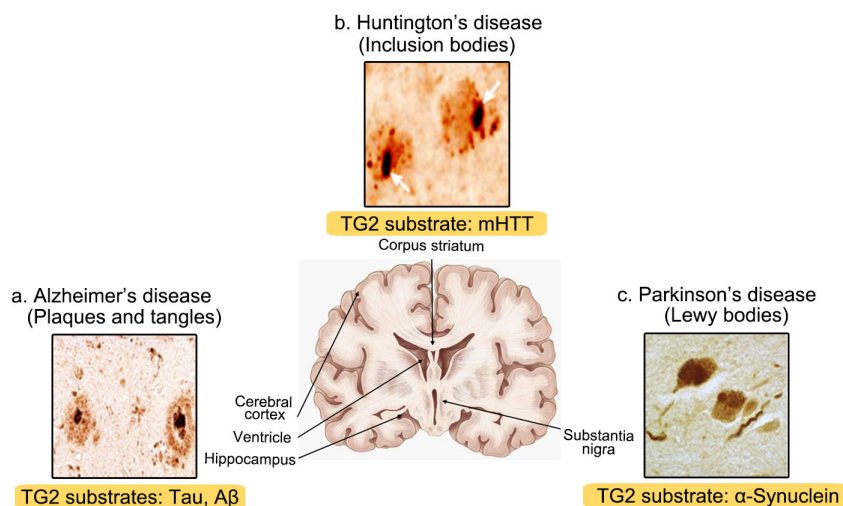 b. Huntington's disease
(Inclusion bodies)
TG2 substrate: mHTT
Corpus striatum
a. Alzheimer's disease
(Plaques and tangles)
c. Parkinson's disease
(Lewy bodies)
Cerebral
cortex
Ventricle
Hippocampus
Substantia
nigra
TG2 substrates: Tau, Aβ
TG2 substrate: α-Synuclein